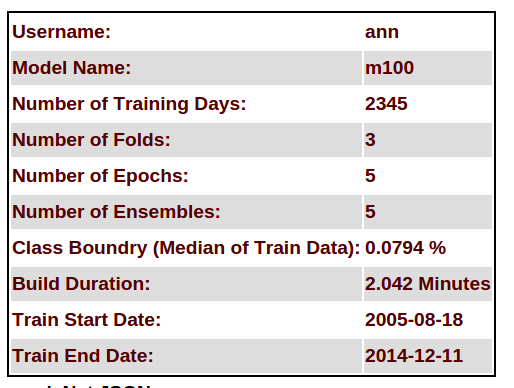 Username: ann
Model Name: m100
Number of Training Days: 2345
Number of Folds: 3
Number of Epochs: 5
Number of Ensembles: 5
Class Boundry (Median of Train Data): 0.0794 %
Build Duration: 2.042 Minutes
Train Start Date: 2005-08-18
Train End Date: 2014-12-11